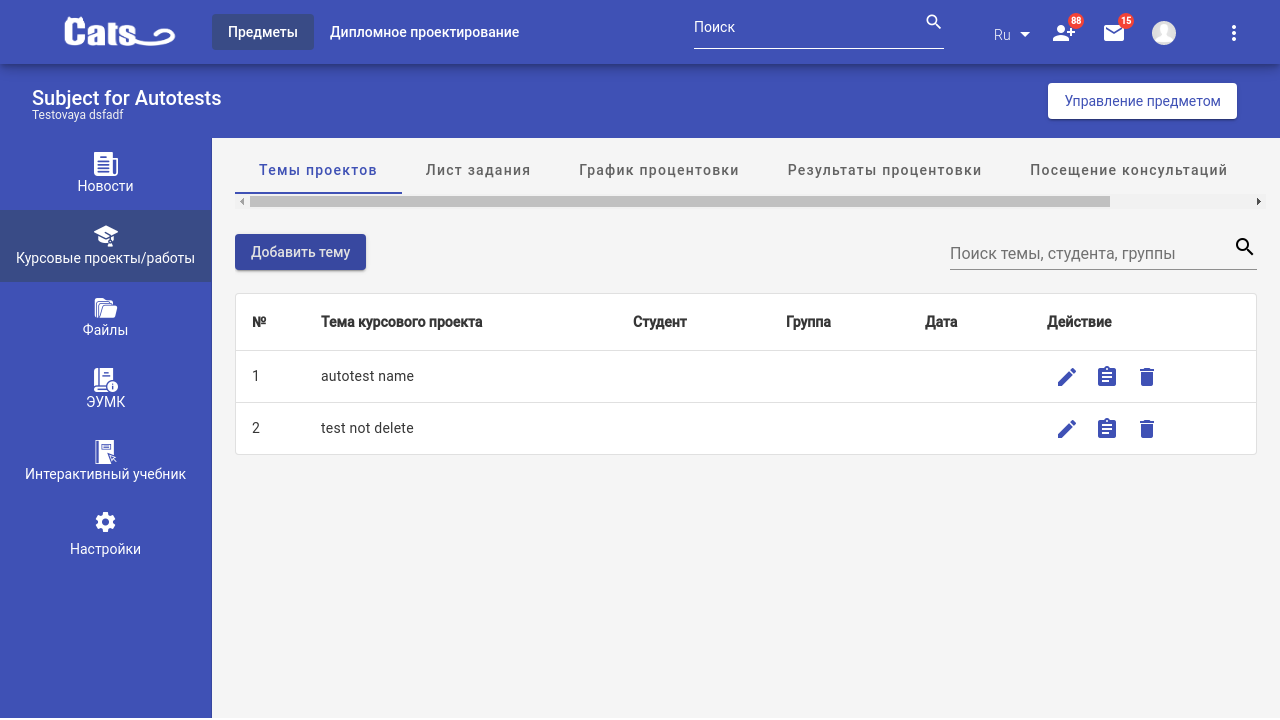 Cats
Предметы
Дипломное проектирование
Поиск
Ru
88
15
Subject for Autotests
Testovaya dsfadf
Управление предметом
Новости
Курсовые проекты/работы
Файлы
ЭУМК
Интерактивный учебник
Настройки
Темы проектов
Лист задания
График процентовки
Результаты процентовки
Посещение консультаций
Добавить тему
Поиск темы, студента, группы
№ Тема курсового проекта Студент Группа Дата Действие
1 autotest name
2 test not delete